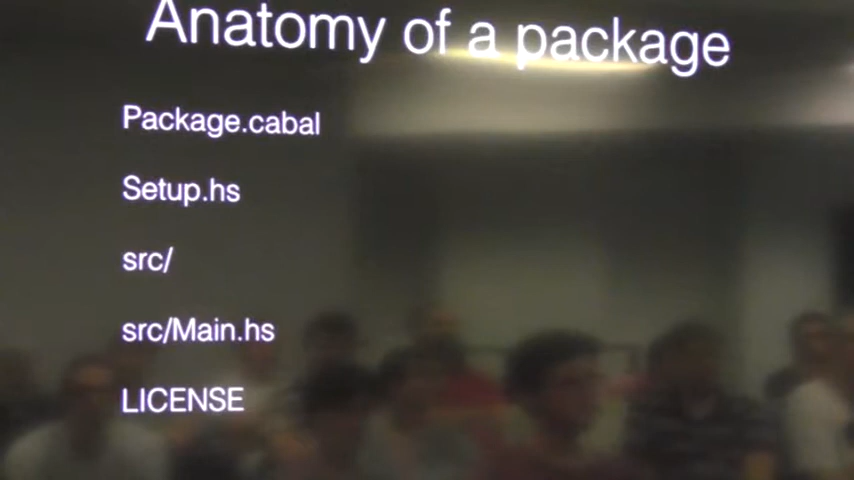 Anatomy of a package
Package.cabal
Setup.hs
src/
src/Main.hs
LICENSE